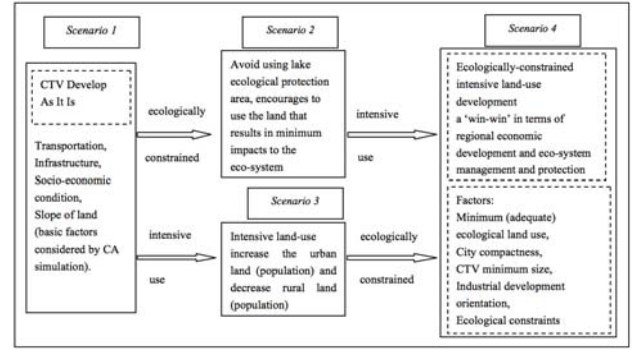 Scenario 1
CTV Develop
As It Is
Transportation,
Infrastructure,
Socio-economic
condition,
Slope of land
(basic factors
considered by CA
simulation).
ecologically
constrained
intensive
use
Scenario 2
Avoid using lake
ecological protection
area, encourages to
use the land that
results in minimum
impacts to the
eco-system
Scenario 3
Intensive land-use
increase the urban
land (population) and
decrease rural land
(population)
intensive
use
ecologically
constrained
Scenario 4
Ecologically-constrained
intensive land-use
development
a ‘win-win’ in terms of
regional economic
development and eco-system
management and protection
Factors:
Minimum (adequate)
ecological land use,
City compactness,
CTV minimum size,
Industrial development
orientation,
Ecological constraints